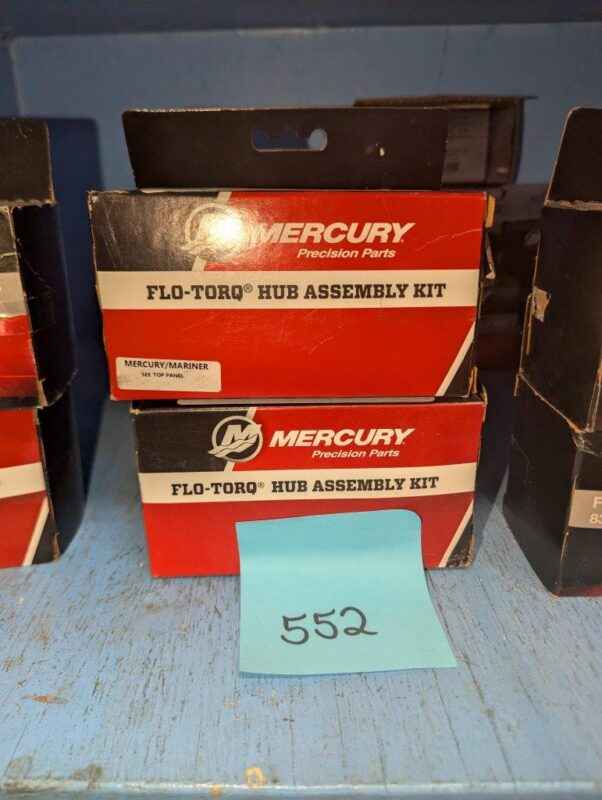 MERCURY
Precision Parts
FLO-TORQ® HUB ASSEMBLY KIT
MERCURY/MARINER
SEE TOP PANEL
M MERCURY
Precision Parts
FLO-TORQ® HUB ASSEMBLY KIT
552
F
83